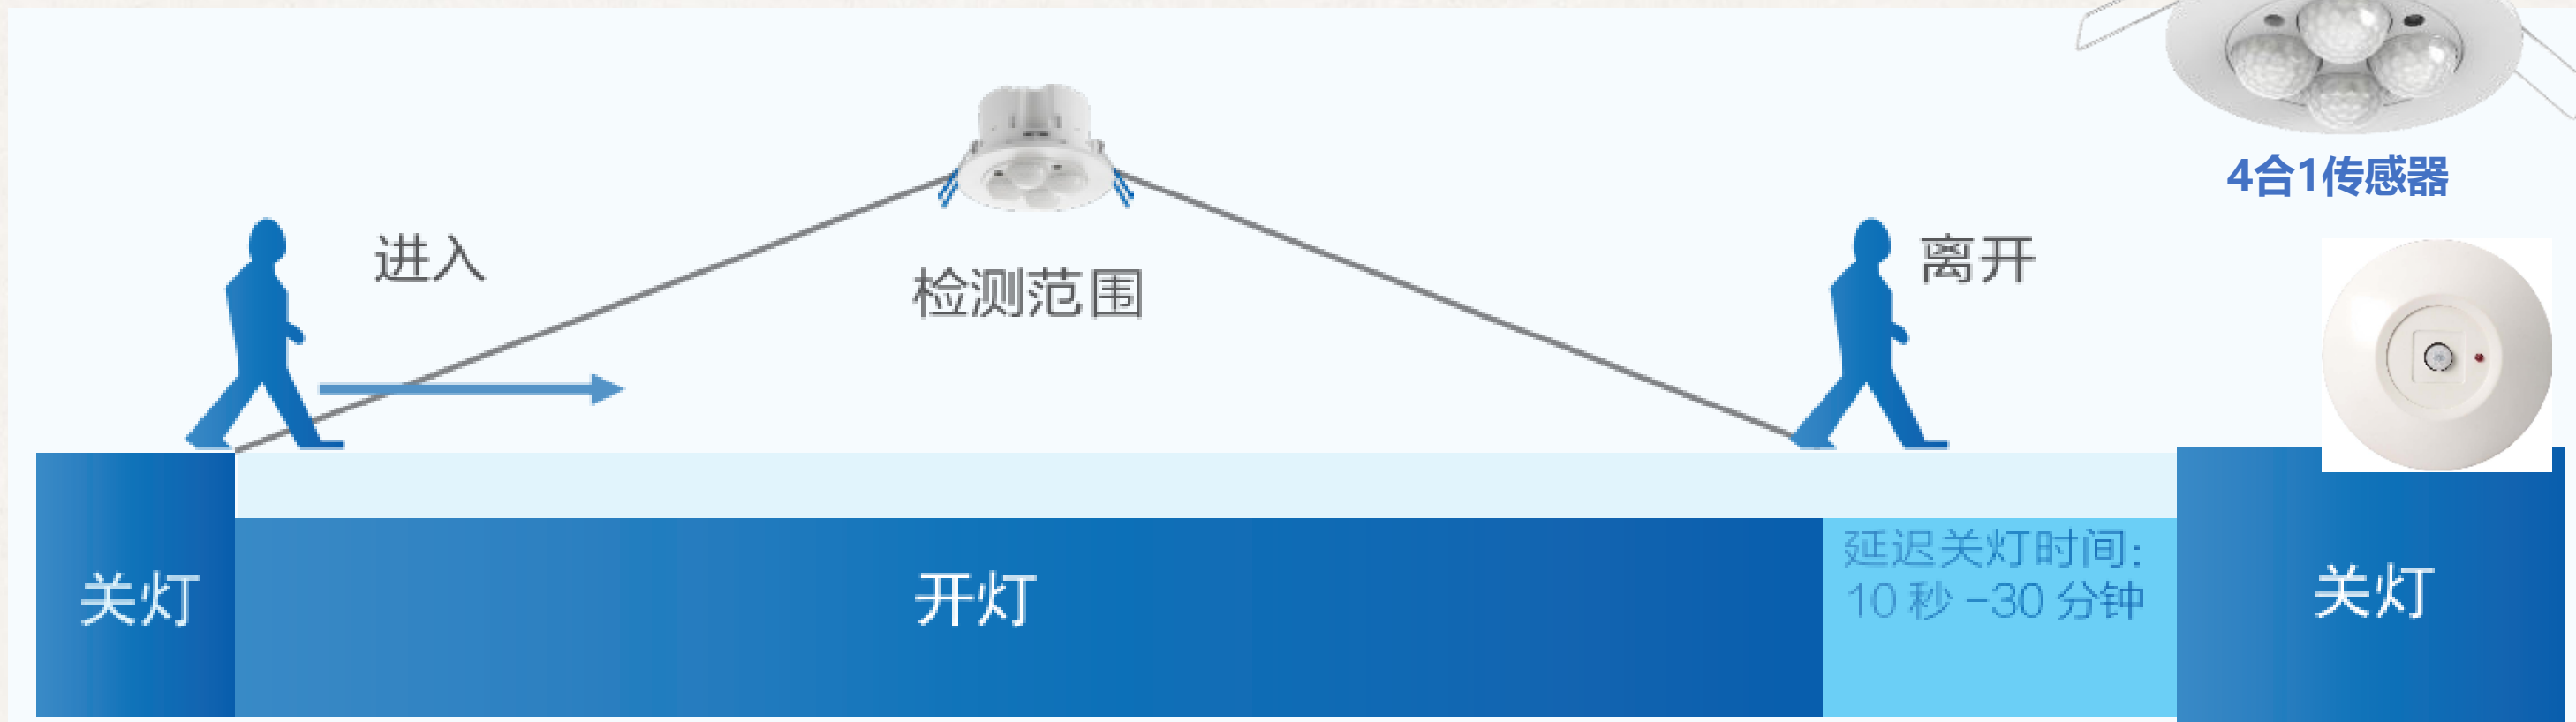 4合1传感器
进入
检测范围
离开
关灯
开灯
延迟关灯时间：
10 秒 -30 分钟
关灯